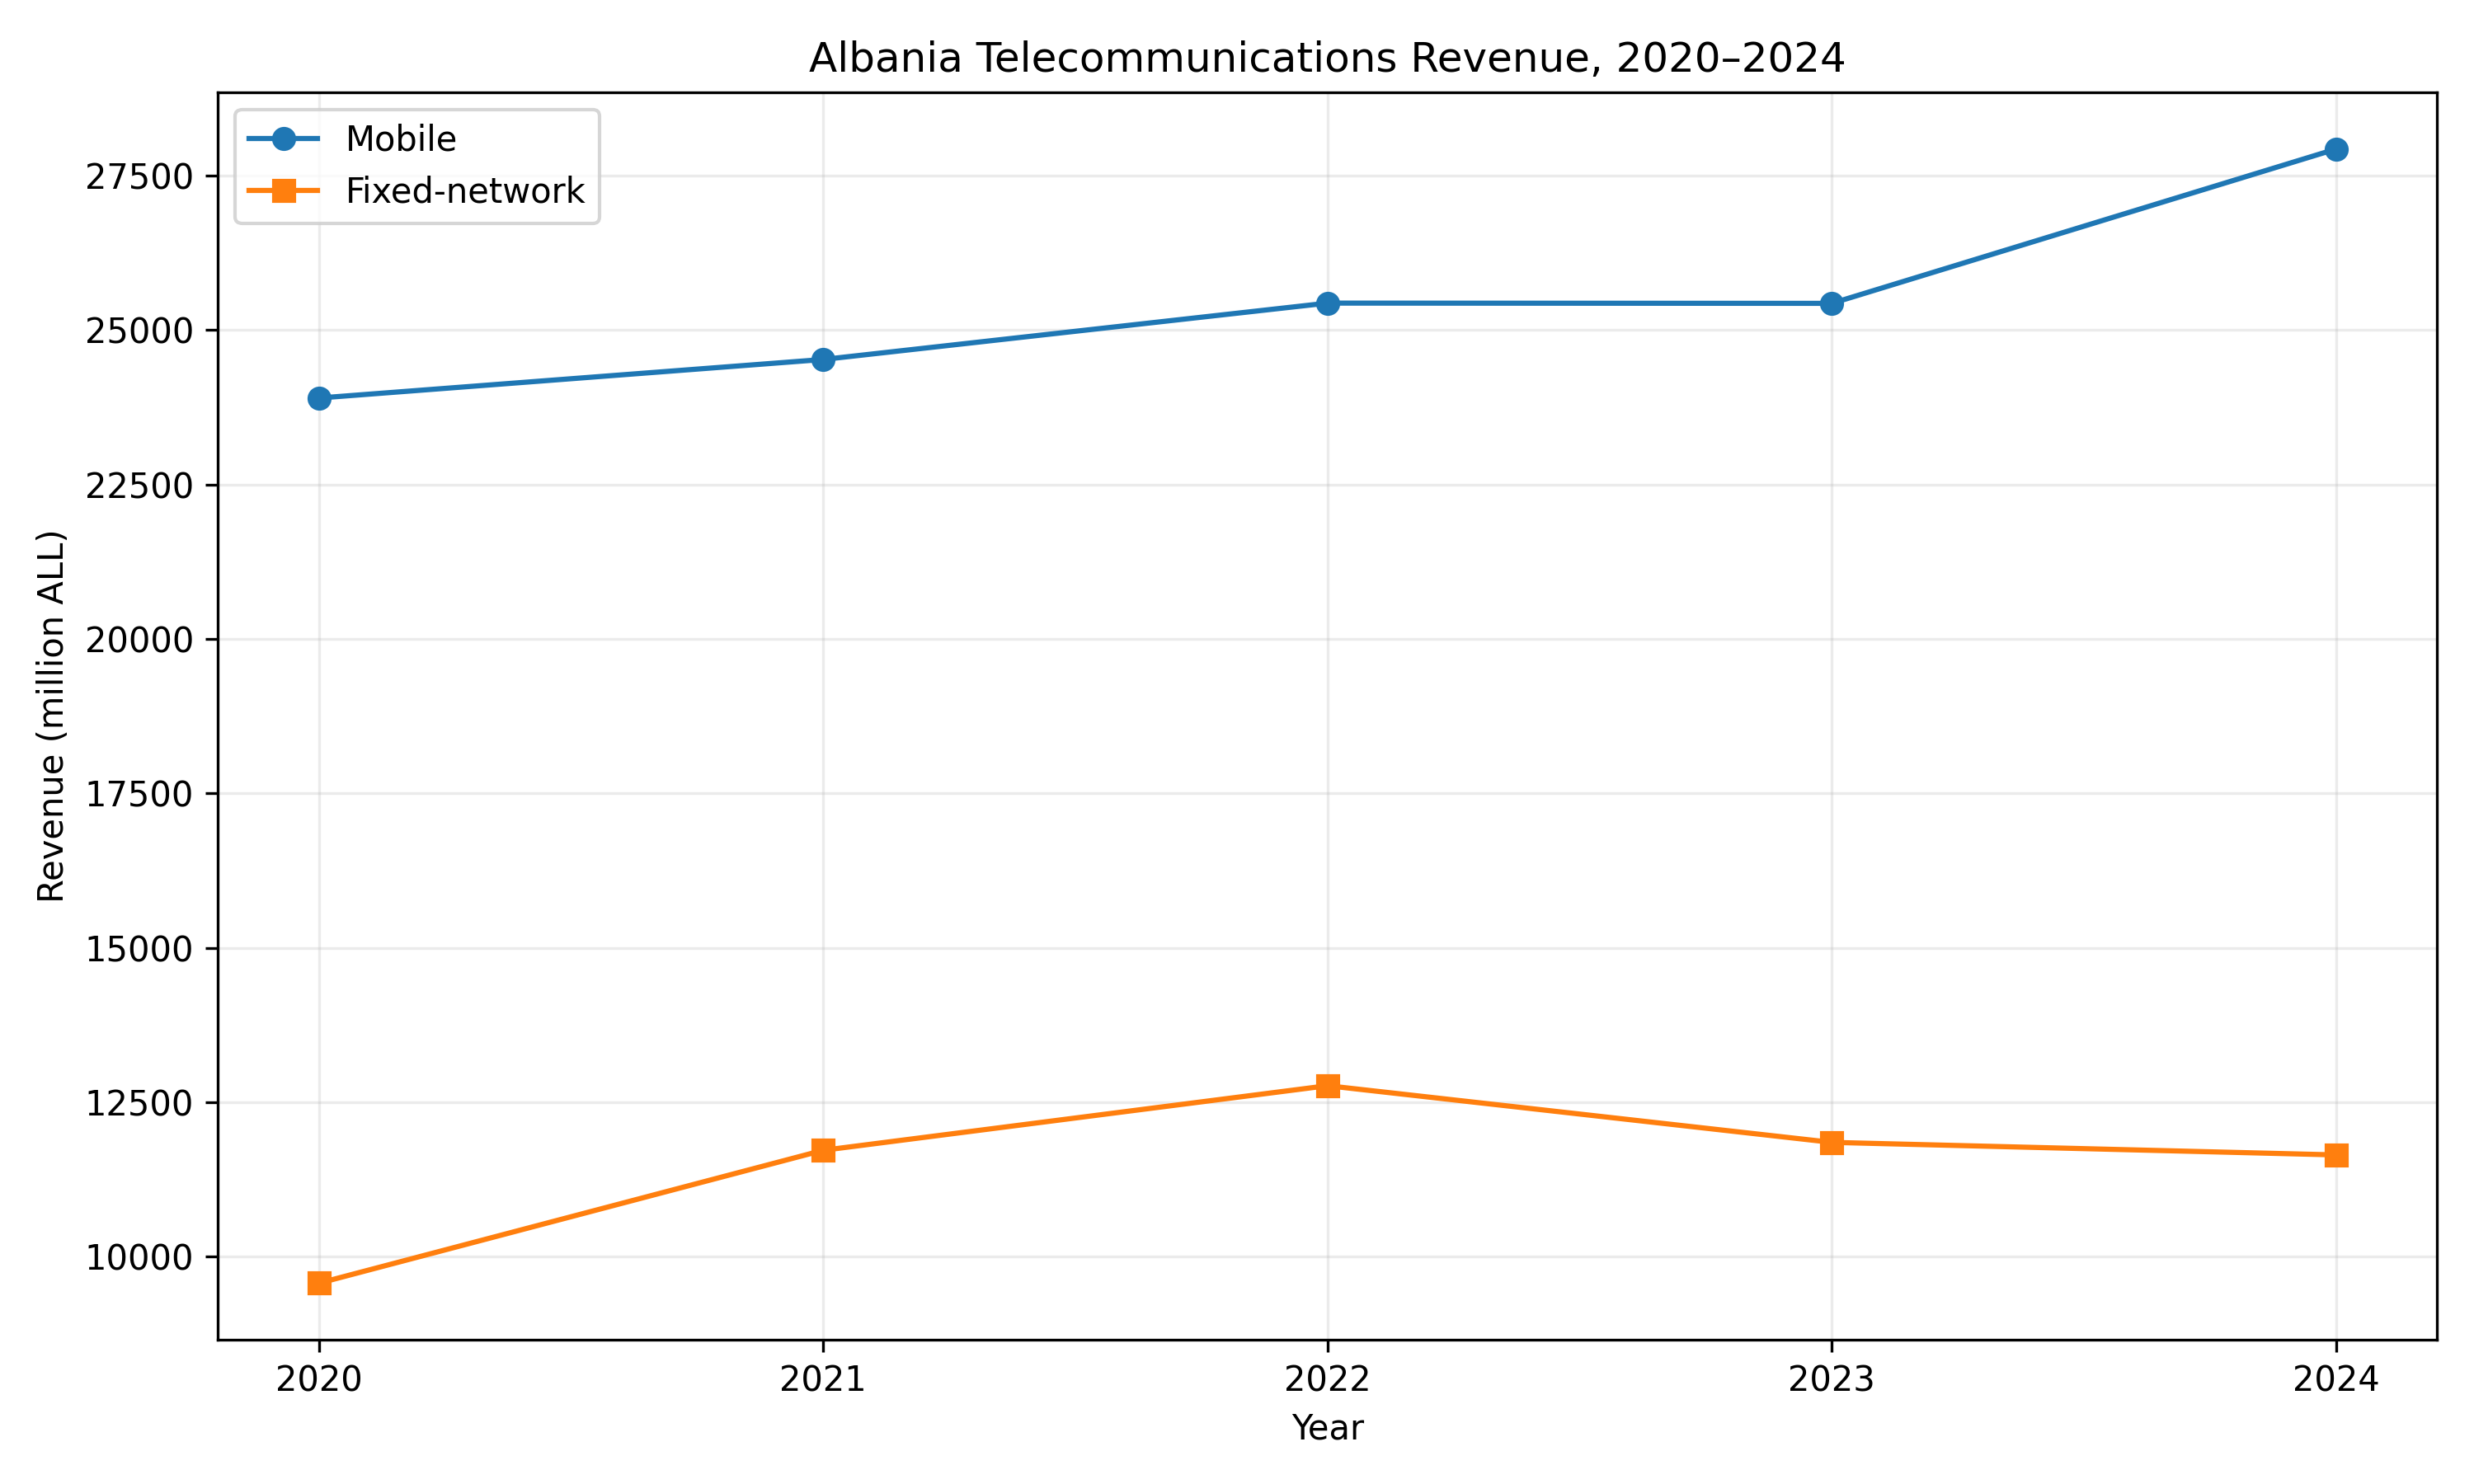 Albania Telecommunications Revenue, 2020–2024
Mobile
Fixed-network
Revenue (million ALL)
27500
25000
22500
20000
17500
15000
12500
10000
2020
2021
2022
2023
2024
Year